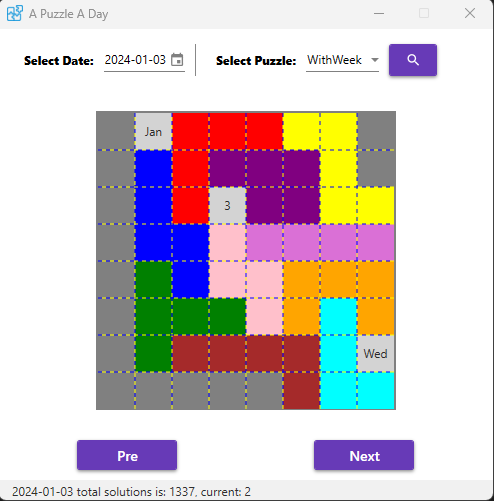 A Puzzle A Day
Select Date: 2024-01-03 Select Puzzle: WithWeek
Jan
3
Wed
Pre Next
2024-01-03 total solutions is: 1337, current: 2